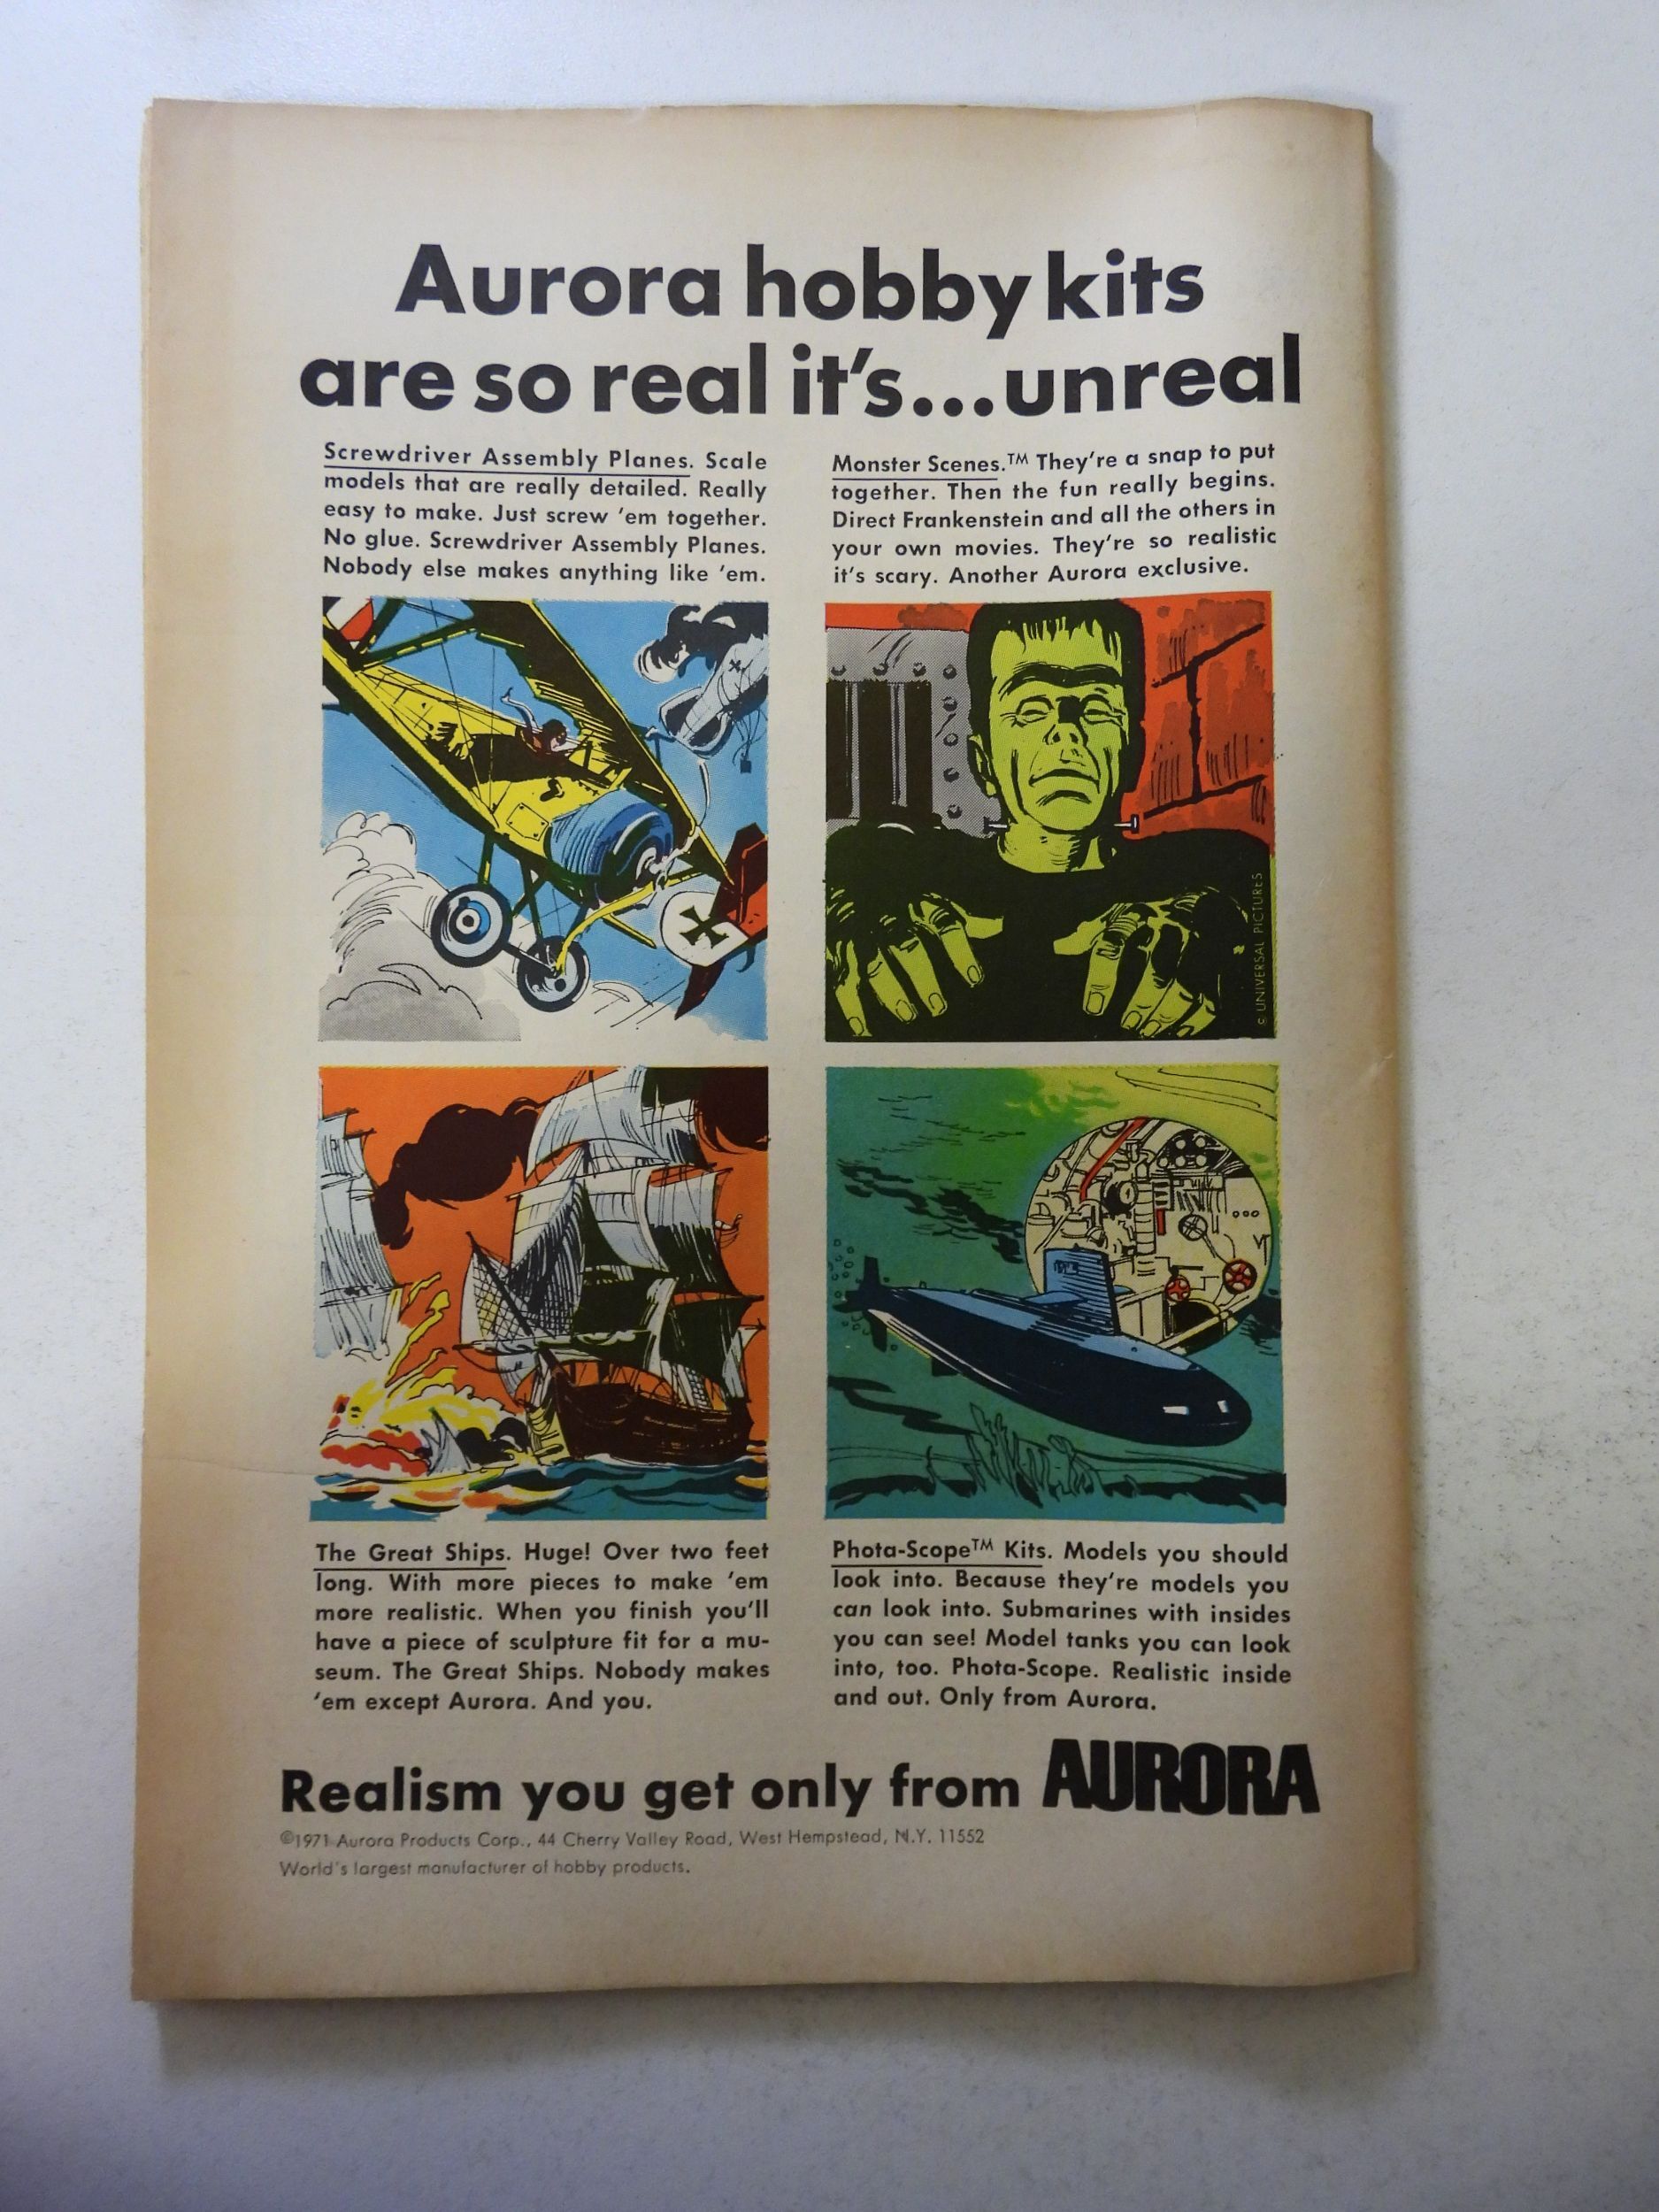 Aurora hobby kits
are so real it's...unreal
Screwdriver Assembly Planes. Scale
models that are really detailed. Really
easy to make. Just screw 'em together.
No glue. Screwdriver Assembly Planes.
Nobody else makes anything like 'em.
Monster Scenes.™ They're a snap to put
together. Then the fun really begins.
Direct Frankenstein and all the others in
your own movies. They're so realistic
it's scary. Another Aurora exclusive.
© UNIVERSAL PICTURES
The Great Ships. Huge! Over two feet
long. With more pieces to make 'em
more realistic. When you finish you'll
have a piece of sculpture fit for a mu-
seum. The Great Ships. Nobody makes
'em except Aurora. And you.
Phota-Scope™ Kits. Models you should
look into. Because they're models you
can look into. Submarines with insides
you can see! Model tanks you can look
into, too. Phota-Scope. Realistic inside
and out. Only from Aurora.
Realism you get only from AURORA
©1971 Aurora Products Corp., 44 Cherry Valley Road, West Hempstead, N.Y. 11552
World's largest manufacturer of hobby products.